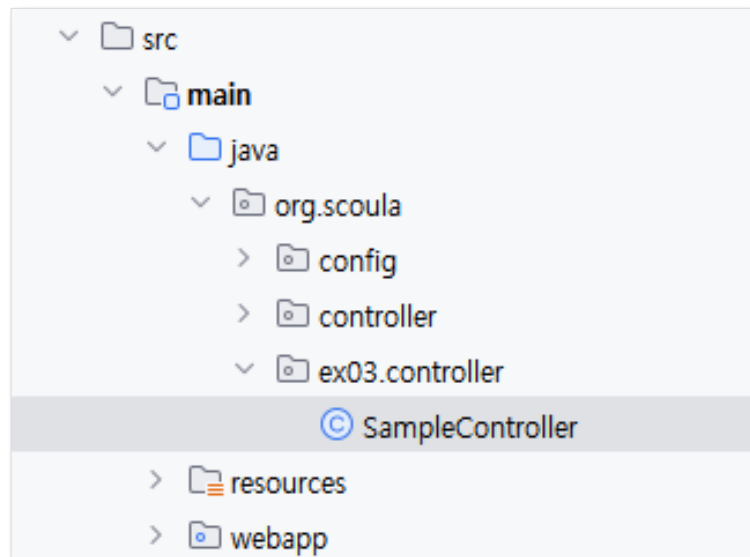 src
main
java
org.scoula
config
controller
ex03.controller
SampleController
resources
webapp